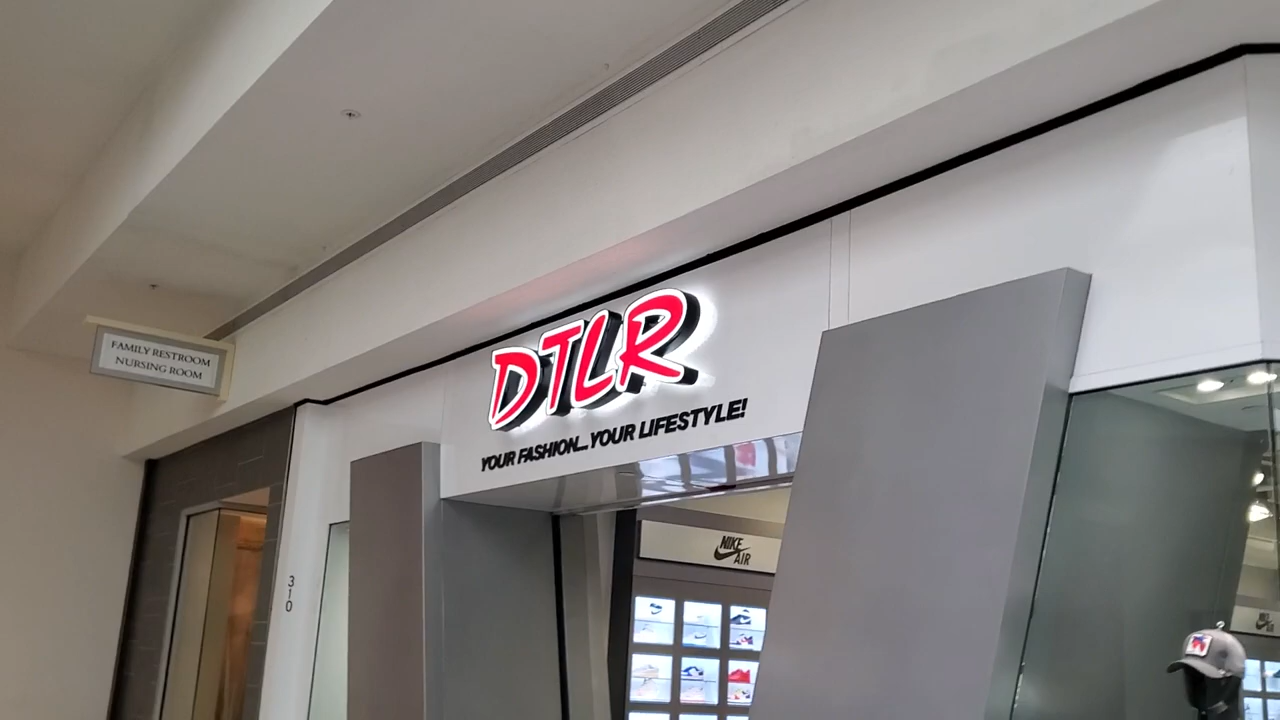 FAMILY RESTROOM
NURSING ROOM
DTLR
YOUR FASHION... YOUR LIFESTYLE!
310
NIKE
AIR